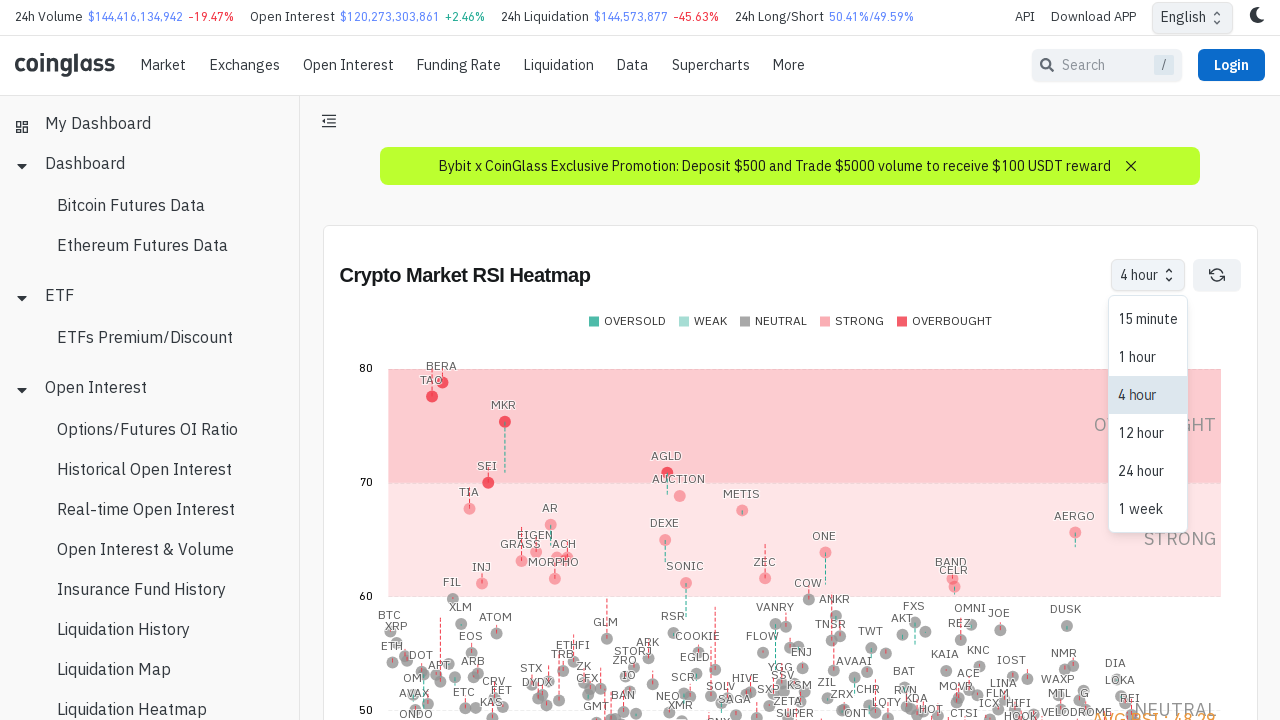 24h Volume $144,416,134,942 -19.47% Open Interest $120,273,303,861 +2.46% 24h Liquidation $144,573,877 -45.63% 24h Long/Short 50.41%/49.59% API Download APP English
coinglass Market Exchanges Open Interest Funding Rate Liquidation Data Supercharts More Search / Login
My Dashboard
Dashboard
Bitcoin Futures Data
Ethereum Futures Data
ETF
ETFs Premium/Discount
Open Interest
Options/Futures OI Ratio
Historical Open Interest
Real-time Open Interest
Open Interest & Volume
Insurance Fund History
Liquidation History
Liquidation Map
Liquidation Heatmap
Bybit x CoinGlass Exclusive Promotion: Deposit $500 and Trade $5000 volume to receive $100 USDT reward
Crypto Market RSI Heatmap
4 hour
15 minute
1 hour
4 hour
12 hour
24 hour
1 week
OVERSOLD WEAK NEUTRAL STRONG OVERBOUGHT
80
BERA
TAO
MKR
AGLD
SEI
70
AUCTION
TIA
METIS
AR
AERGO
DEXE
EIGEN
ONE
STRONG
GRASS
ACH
MORPHO
ZEC
BAND
INJ
SONIC
CELR
FIL
COW
60
ANKR
XLM
VANRY
FXS
OMNI
DUSK
BTC
ATOM
RSR
JOE
XRP
GLM
TNSR
AKT
REZ
EOS
COOKIE
FLOW
TWT
ETH
ETHFI
ARK
STORJ
ENJ
KNC
DOT
TRB
ZRO
EGLD
AVAAI
KAIA
IOST
NMR
APT
ARB
STX
ZK
YGG
BAT
ACE
DIA
OM
CRV
DYDX
CFX
IO
SCR
HIVE
SSV
ZIL
CHR
MOVR
LINA
WAXP
LOKA
AVAX
ETC
FET
BAN
NEO
SOLV
SXP
KSM
ZRX
RVN
FLM
MTL
G
REI
KAS
GMT
XMR
SAGA
ZETA
LQTY
KDA
ICX
HIFI
50
ONDO
SUPER
ONT
HOT
CTSI
HOOK
VELODROME
NEUTRAL